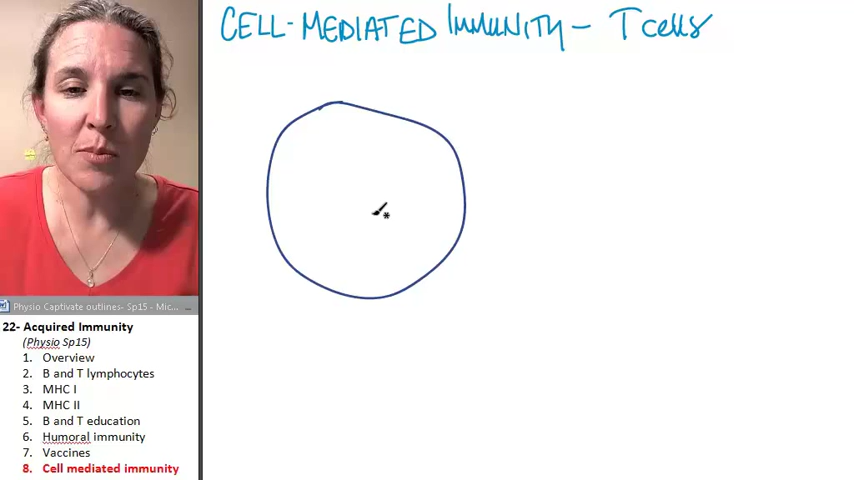 CELL-MEDIATED IMMUNITY - T cells
Physio Captivate outlines- Sp15 - Mic...
22- Acquired Immunity
(Physio Sp15)
1. Overview
2. B and T lymphocytes
3. MHC I
4. MHC II
5. B and T education
6. Humoral immunity
7. Vaccines
8. Cell mediated immunity